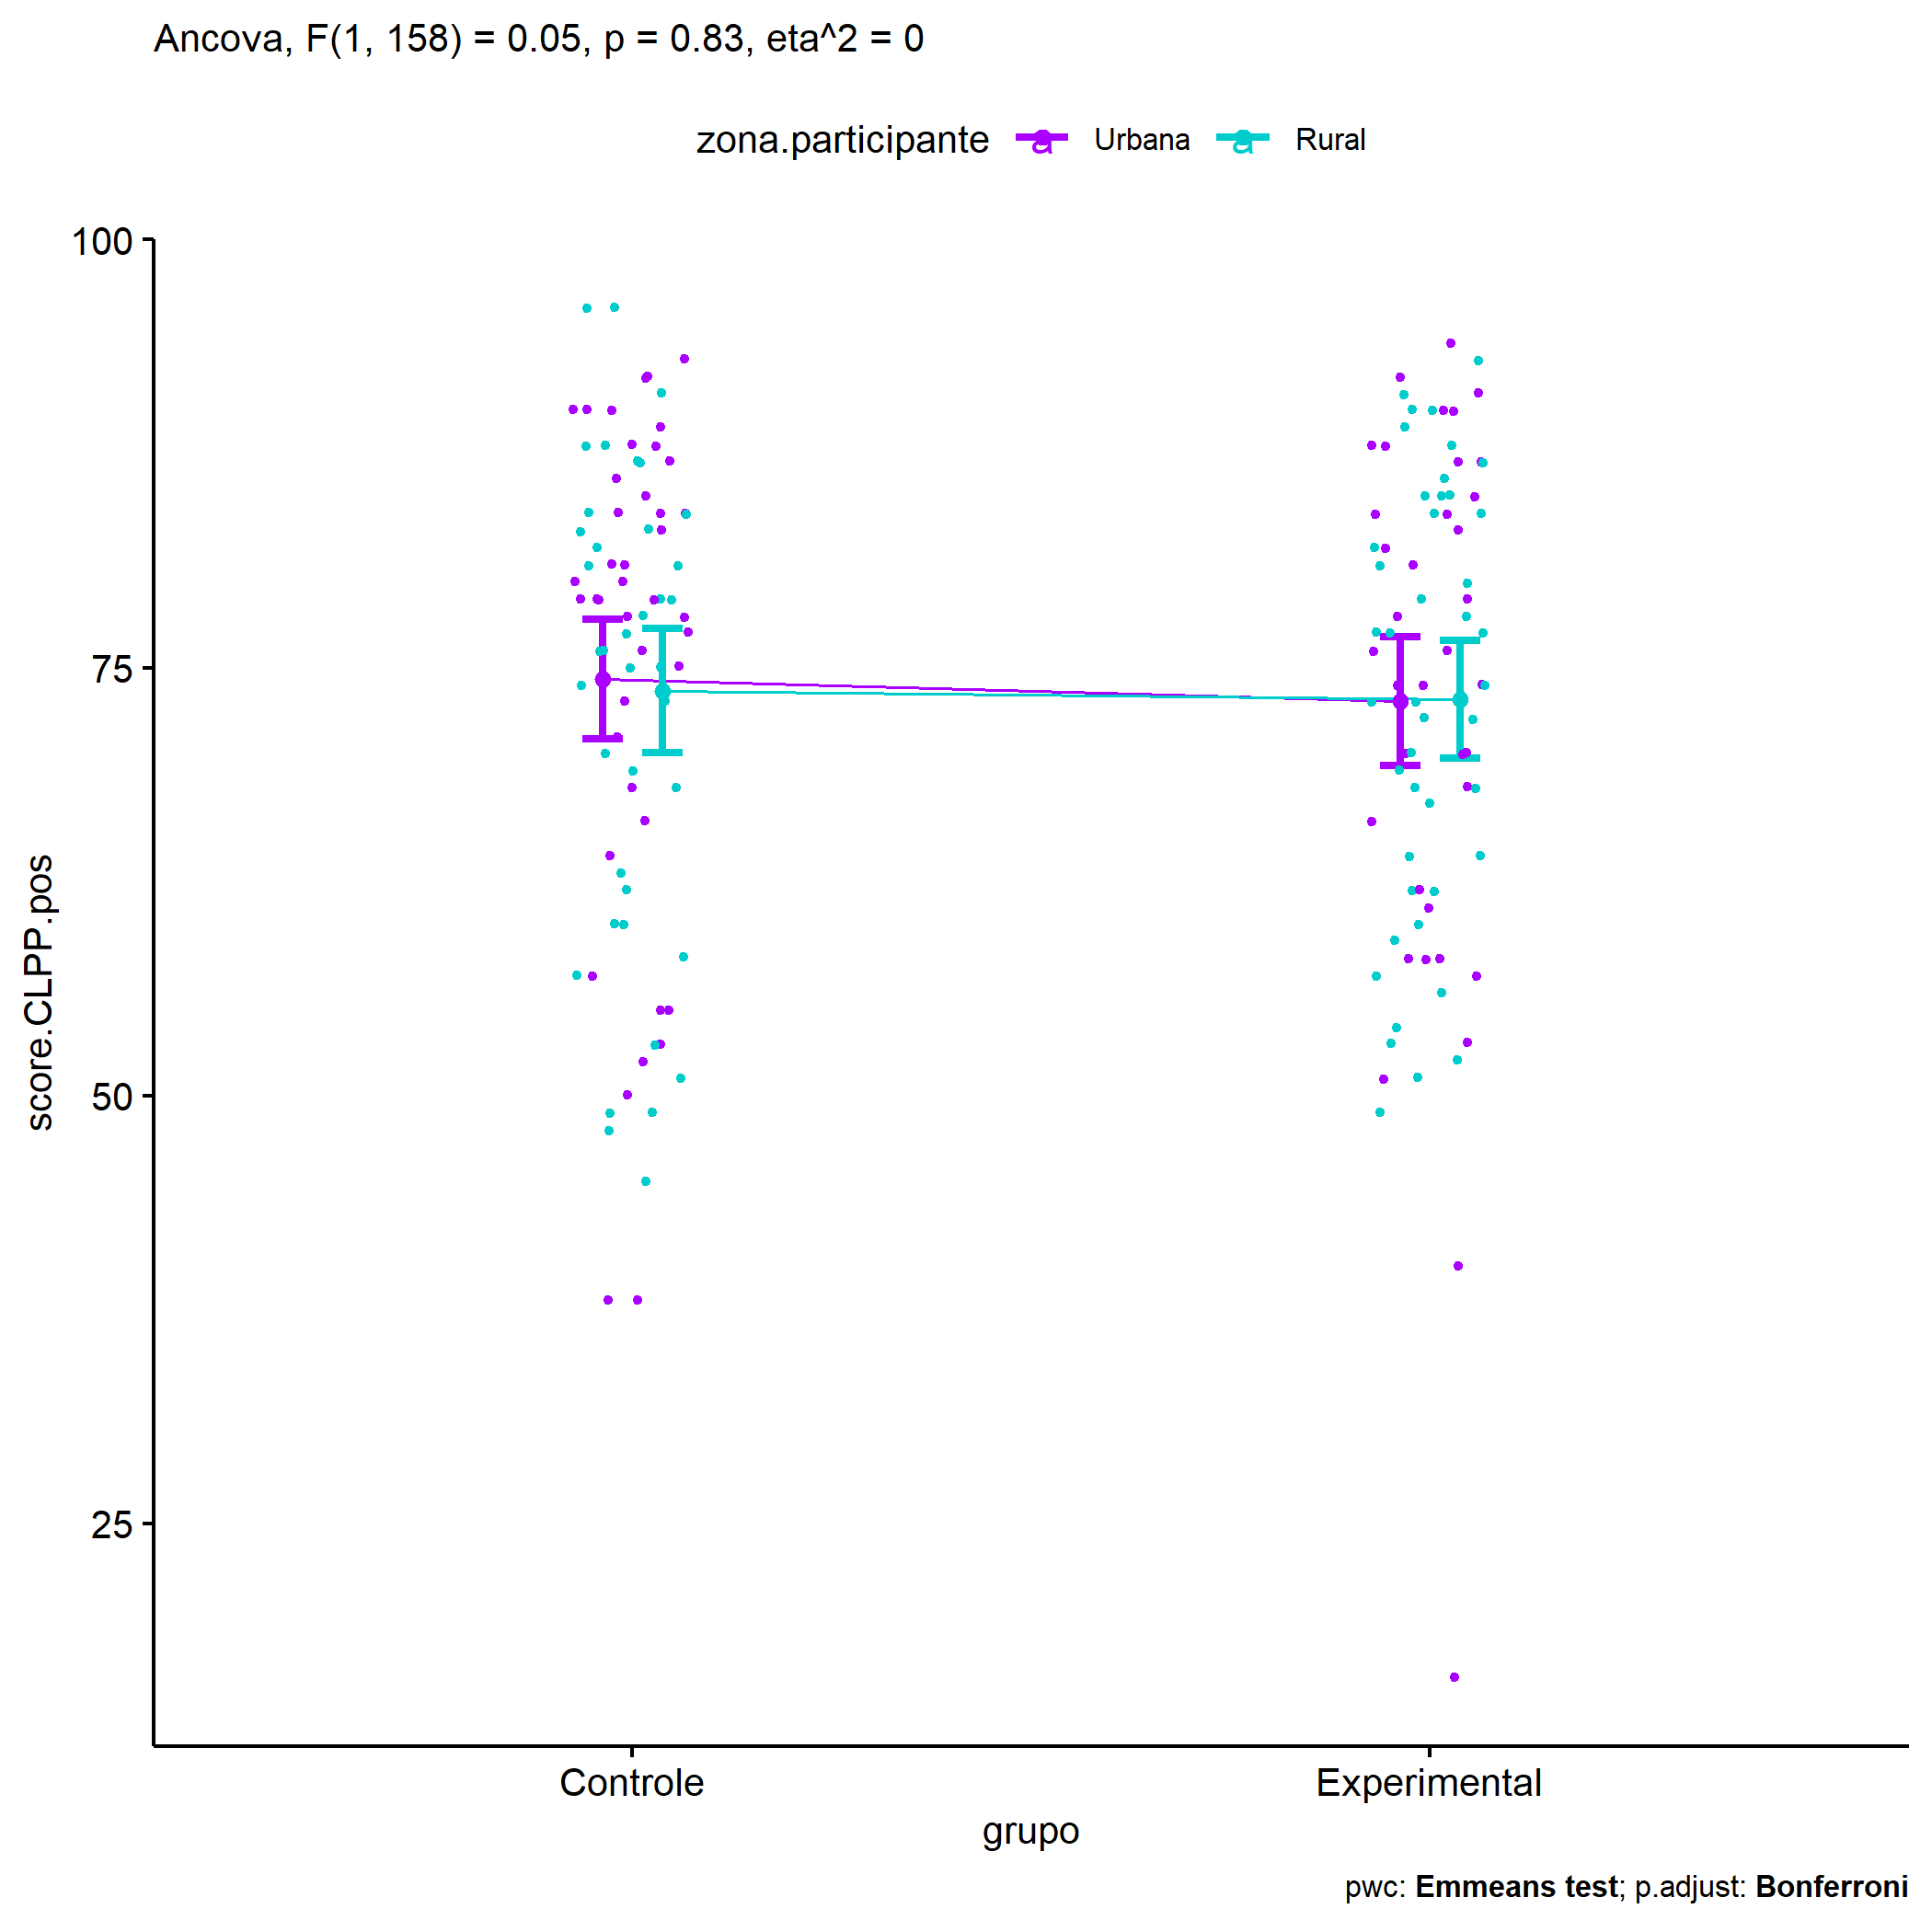 Ancova, F(1, 158) = 0.05, p = 0.83, eta^2 = 0
zona.participante a Urbana a Rural
100
75
50
25
score.CLPP.pos
Controle Experimental
grupo
pwc: Emmeans test; p.adjust: Bonferroni